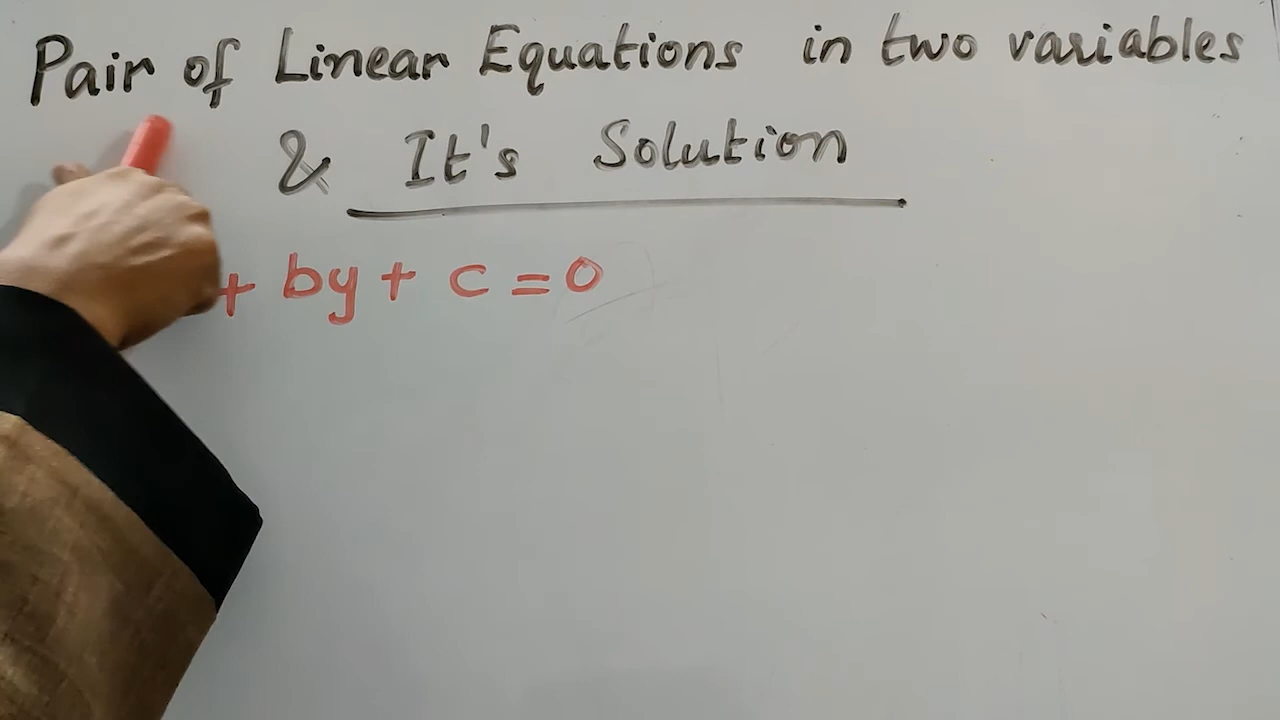 Pair of Linear Equations in two variables
& It's Solution
+ by + c = 0